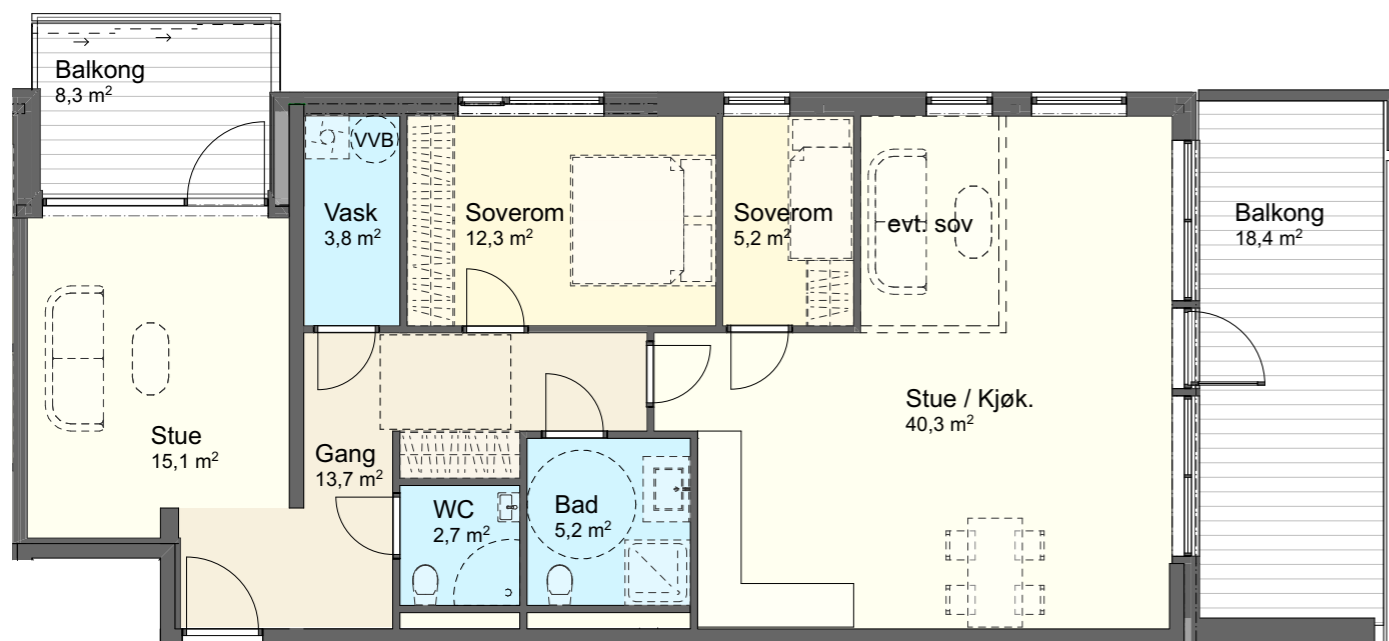 Balkong
8,3 m²
VVB
Vask
3,8 m²
Soverom
12,3 m²
Soverom
5,2 m²
evt. sov
Balkong
18,4 m²
Stue
15,1 m²
Gang
13,7 m²
WC
2,7 m²
Bad
5,2 m²
Stue / Kjøk.
40,3 m²